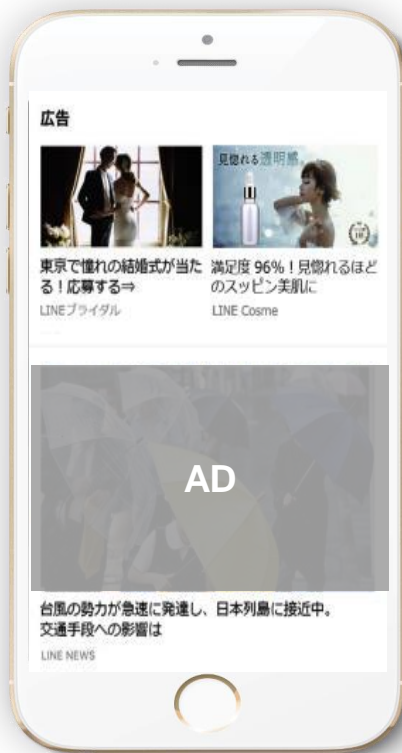 広告
見惚れる透明感。
東京で憧れの結婚式が当た
る！応募する⇒
LINEブライダル
満足度 96%！見惚れるほど
のスッピン美肌に
LINE Cosme
AD
台風の勢力が急速に発達し、日本列島に接近中。
交通手段への影響は
LINE NEWS